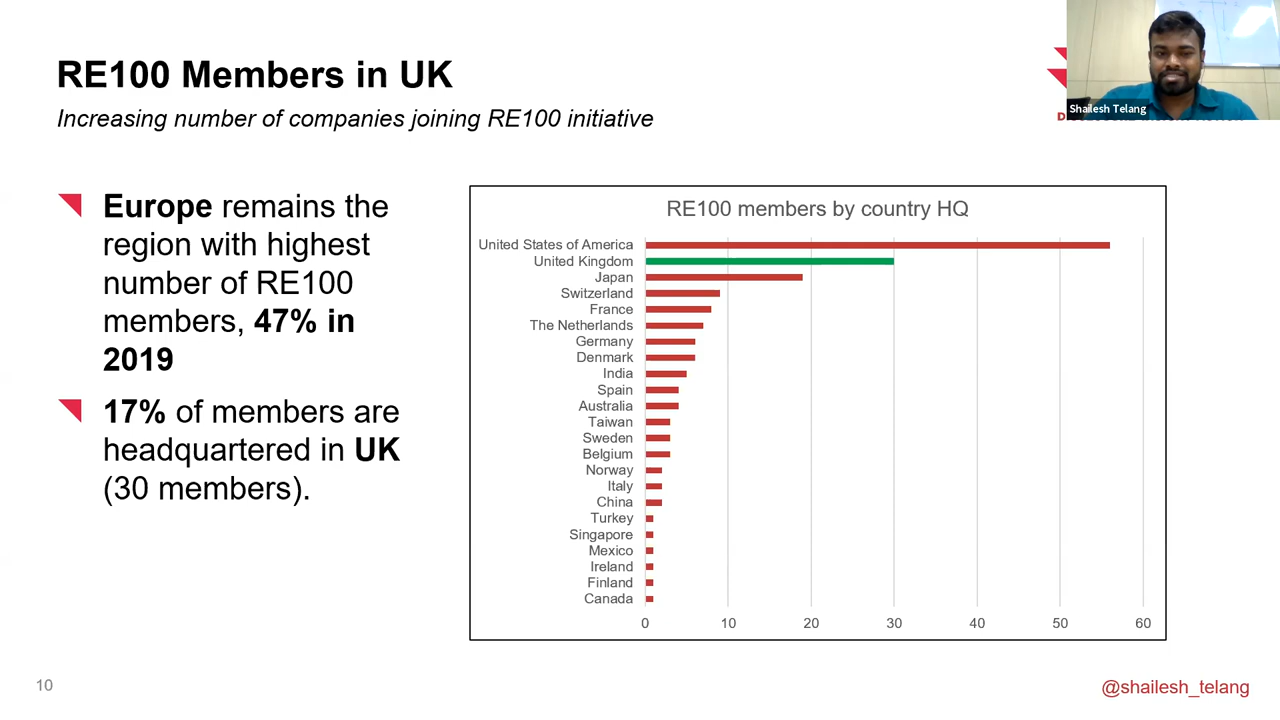 RE100 Members in UK
Increasing number of companies joining RE100 initiative
Shailesh Telang
Europe remains the
region with highest
number of RE100
members, 47% in
2019
17% of members are
headquartered in UK
(30 members).
RE100 members by country HQ
United States of America
United Kingdom
Japan
Switzerland
France
The Netherlands
Germany
Denmark
India
Spain
Australia
Taiwan
Sweden
Belgium
Norway
Italy
China
Turkey
Singapore
Mexico
Ireland
Finland
Canada
0 10 20 30 40 50 60
10
@shailesh_telang